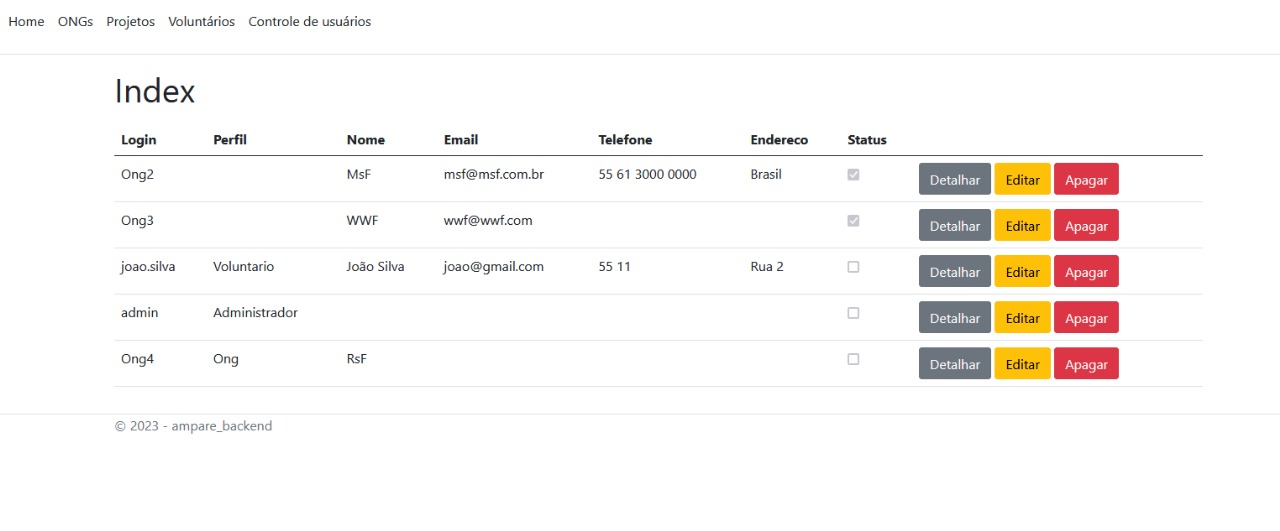 Home ONGs Projetos Voluntários Controle de usuários
Index
Login Perfil Nome Email Telefone Endereco Status
Ong2 MsF msf@msf.com.br 55 61 3000 0000 Brasil Detalhar Editar Apagar
Ong3 WWF wwf@wwf.com Detalhar Editar Apagar
joao.silva Voluntario João Silva joao@gmail.com 55 11 Rua 2 Detalhar Editar Apagar
admin Administrador Detalhar Editar Apagar
Ong4 Ong RsF Detalhar Editar Apagar
© 2023 - ampare_backend